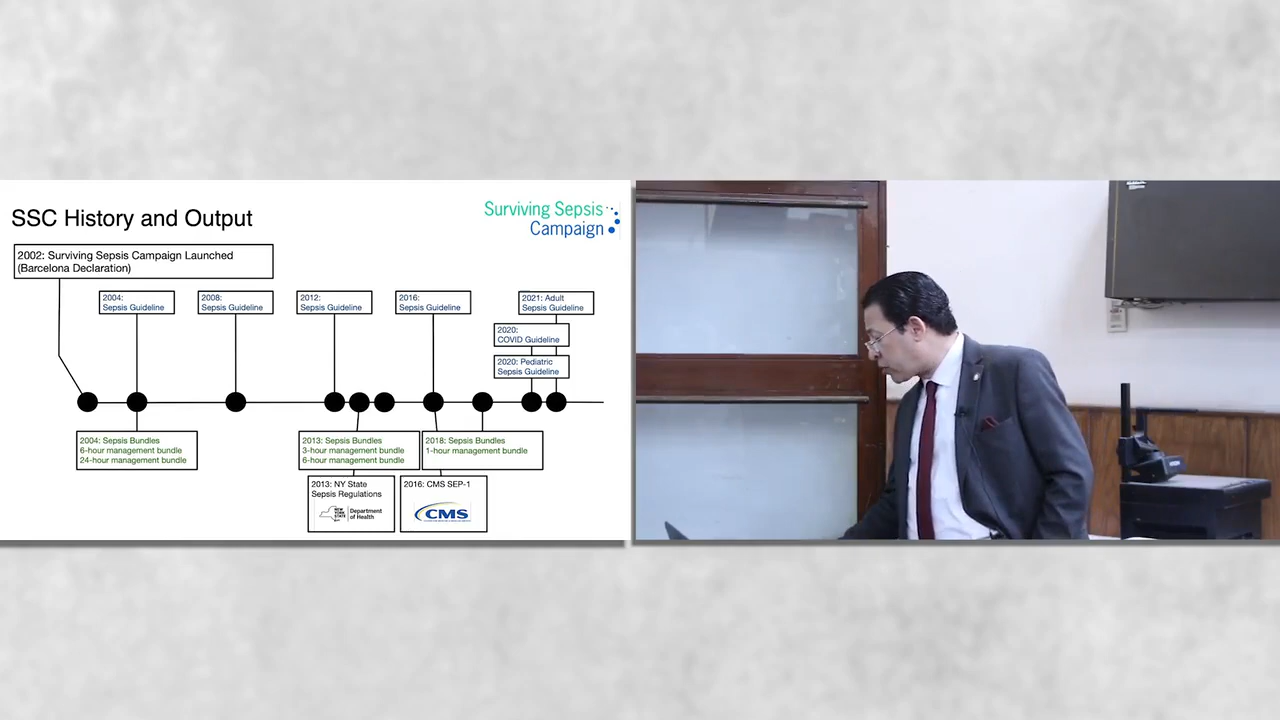 SSC History and Output
Surviving Sepsis
Campaign
2002: Surviving Sepsis Campaign Launched
(Barcelona Declaration)
2004:
Sepsis Guideline
2008:
Sepsis Guideline
2012:
Sepsis Guideline
2016:
Sepsis Guideline
2021: Adult
Sepsis Guideline
2020:
COVID Guideline
2020: Pediatric
Sepsis Guideline
2004: Sepsis Bundles
6-hour management bundle
24-hour management bundle
2013: Sepsis Bundles
3-hour management bundle
6-hour management bundle
2018: Sepsis Bundles
1-hour management bundle
2013: NY State
Sepsis Regulations
NEW
YORK
STATE
Department
of Health
2016: CMS SEP-1
CMS